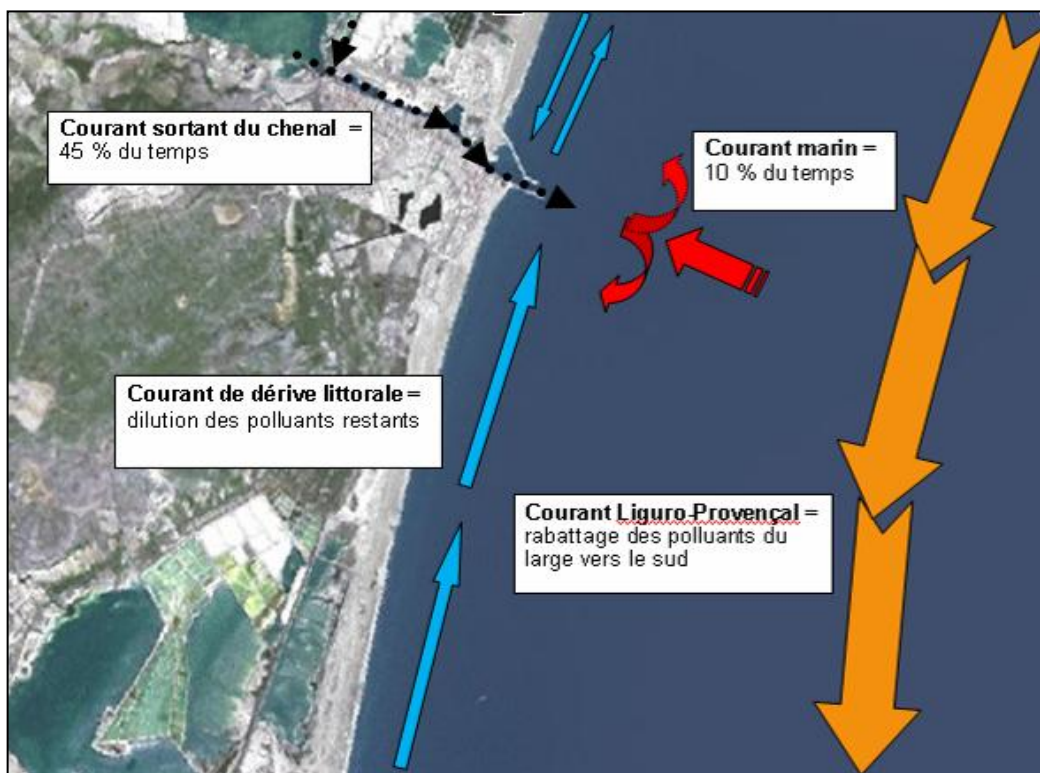 Courant sortant du chenal =
45 % du temps
Courant marin =
10 % du temps
Courant de dérive littorale =
dilution des polluants restants
Courant Liguro-Provençal =
rabattage des polluants du
large vers le sud